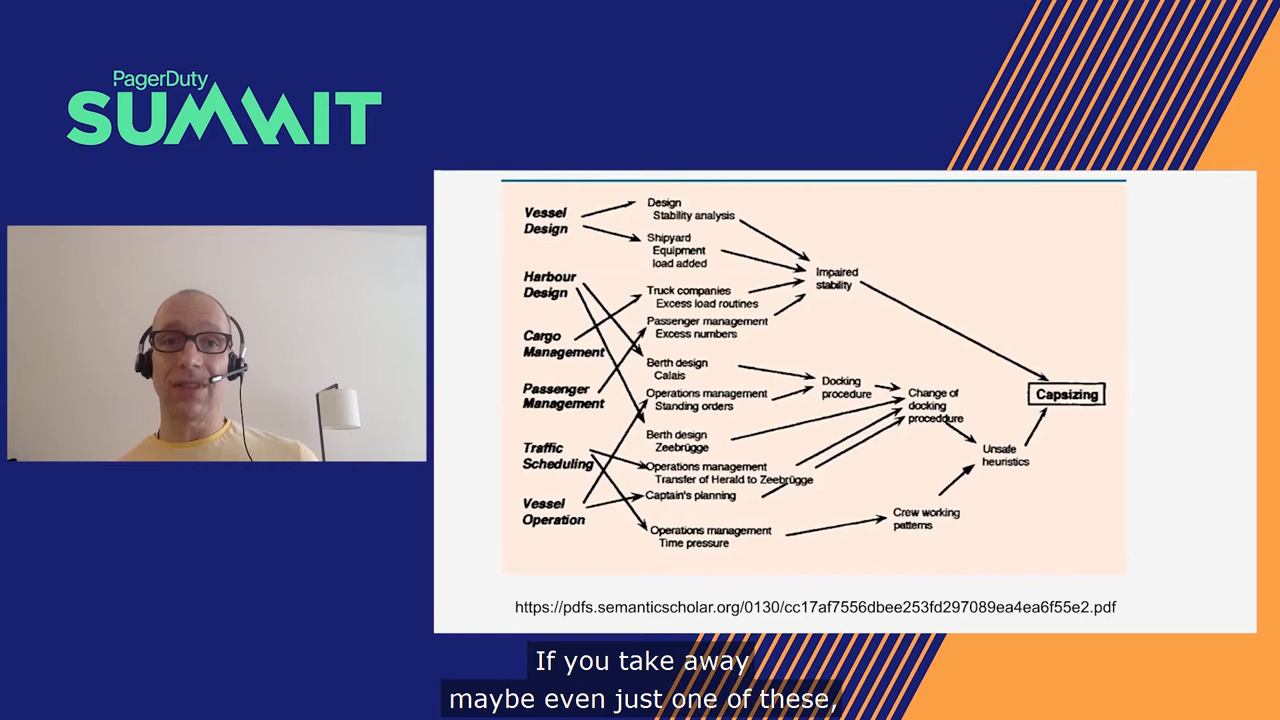 PagerDuty
SUMMIT
Vessel
Design
Harbour
Design
Cargo
Management
Passenger
Management
Traffic
Scheduling
Vessel
Operation
Design
Stability analysis
Shipyard
Equipment
load added
Truck companies
Excess load routines
Passenger management
Excess numbers
Berth design
Calais
Operations management
Standing orders
Berth design
Zeebrügge
Operations management
Transfer of Herald to Zeebrügge
Captain's planning
Operations management
Time pressure
Impaired
stability
Docking
procedure
Change of
docking
procedure
Unsafe
heuristics
Crew working
patterns
Capsizing
https://pdfs.semanticscholar.org/0130/cc17af7556dbee253fd297089ea4ea6f55e2.pdf
If you take away
maybe even just one of these,